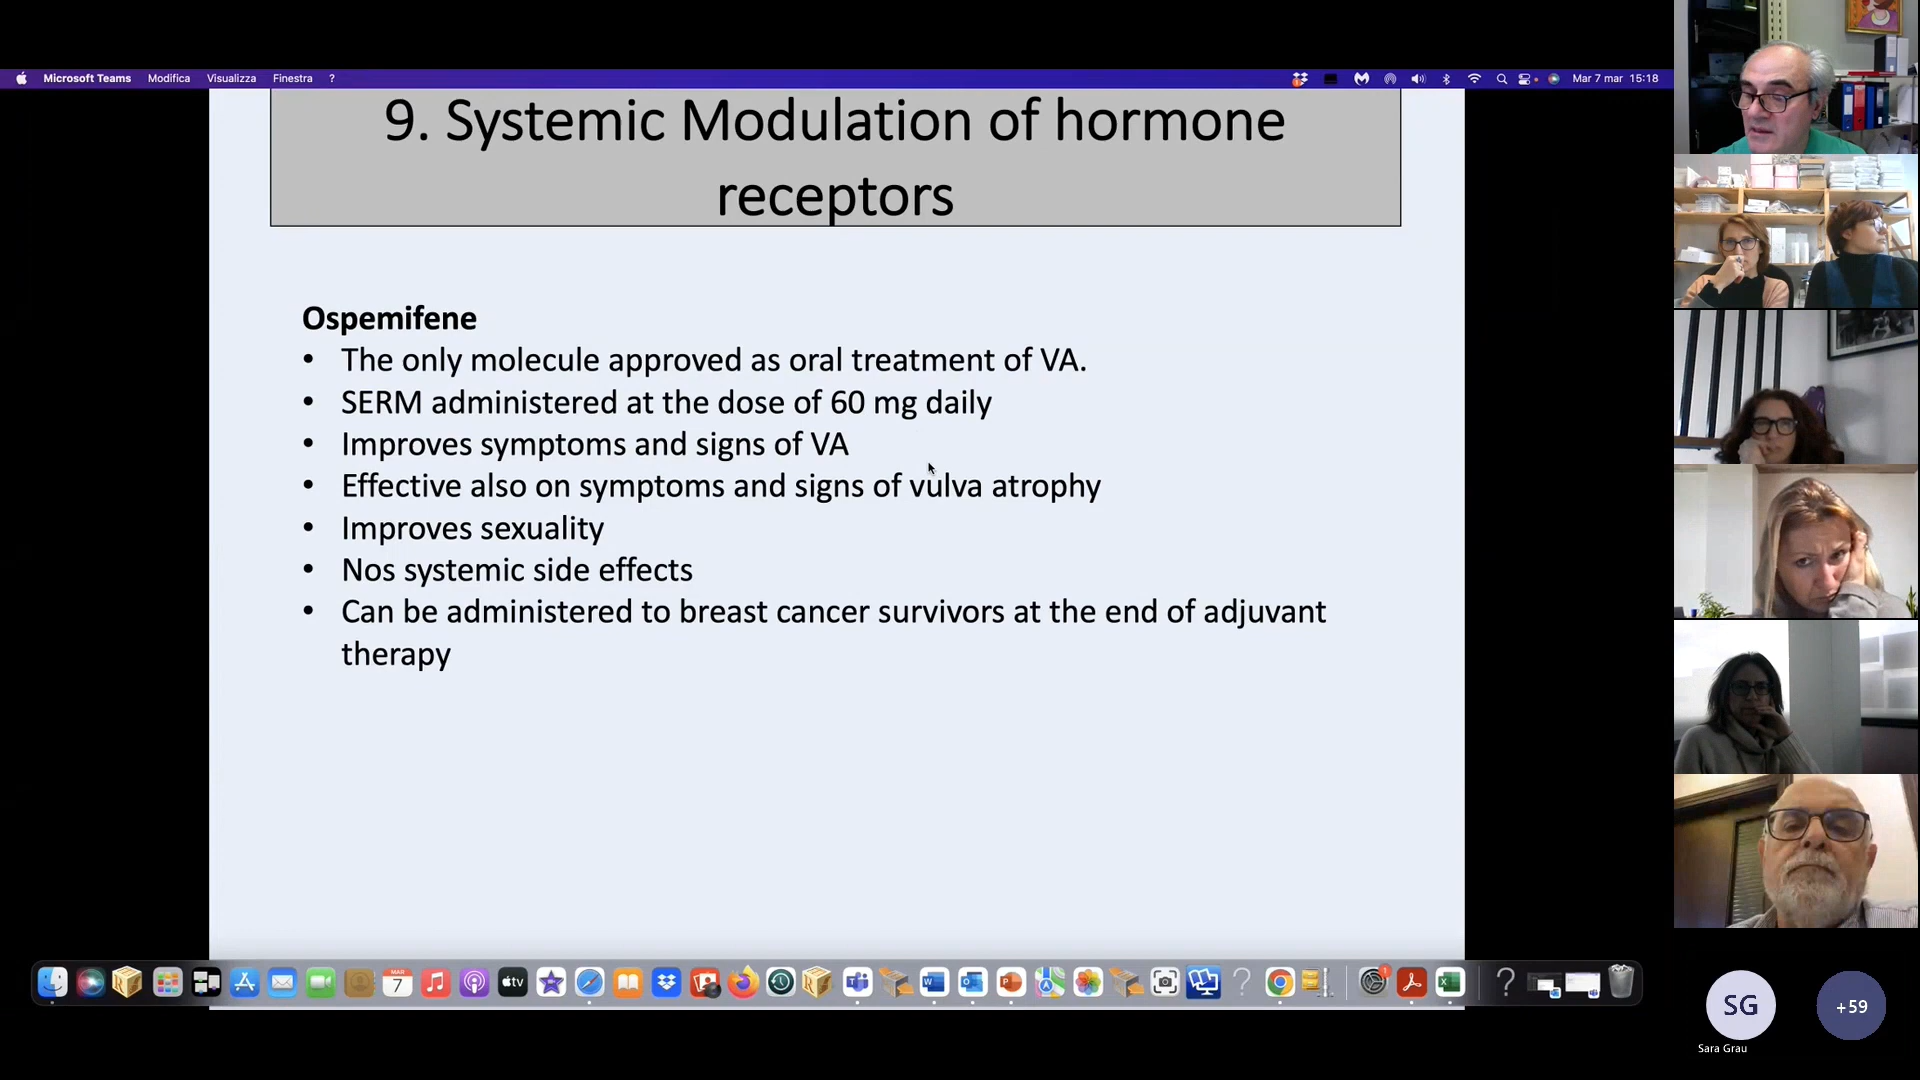 Microsoft Teams Modifica Visualizza Finestra ? Mar 7 mar 15:18
9. Systemic Modulation of hormone
receptors
Ospemifene
• The only molecule approved as oral treatment of VA.
• SERM administered at the dose of 60 mg daily
• Improves symptoms and signs of VA
• Effective also on symptoms and signs of vulva atrophy
• Improves sexuality
• Nos systemic side effects
• Can be administered to breast cancer survivors at the end of adjuvant
therapy
MAR
7
tv
SG
+59
Sara Grau